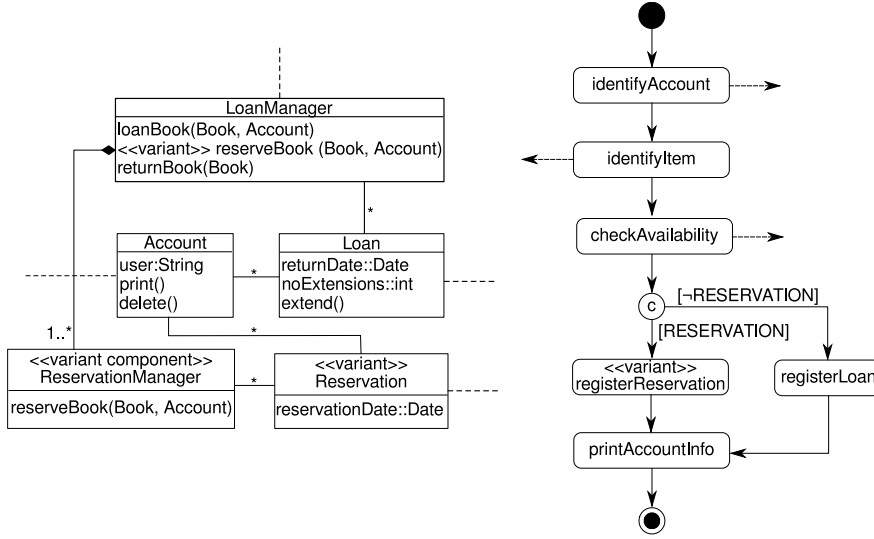 LoanManager
loanBook(Book, Account)
<<variant>> reserveBook (Book, Account)
returnBook(Book)
*
Account
user:String
print()
delete()
*
Loan
returnDate::Date
noExtensions::int
extend()
*
1..*
<<variant component>>
ReservationManager
reserveBook(Book, Account)
*
<<variant>>
Reservation
reservationDate::Date
identifyAccount
identifyItem
checkAvailability
c
[¬RESERVATION]
[RESERVATION]
<<variant>>
registerReservation
registerLoan
printAccountInfo